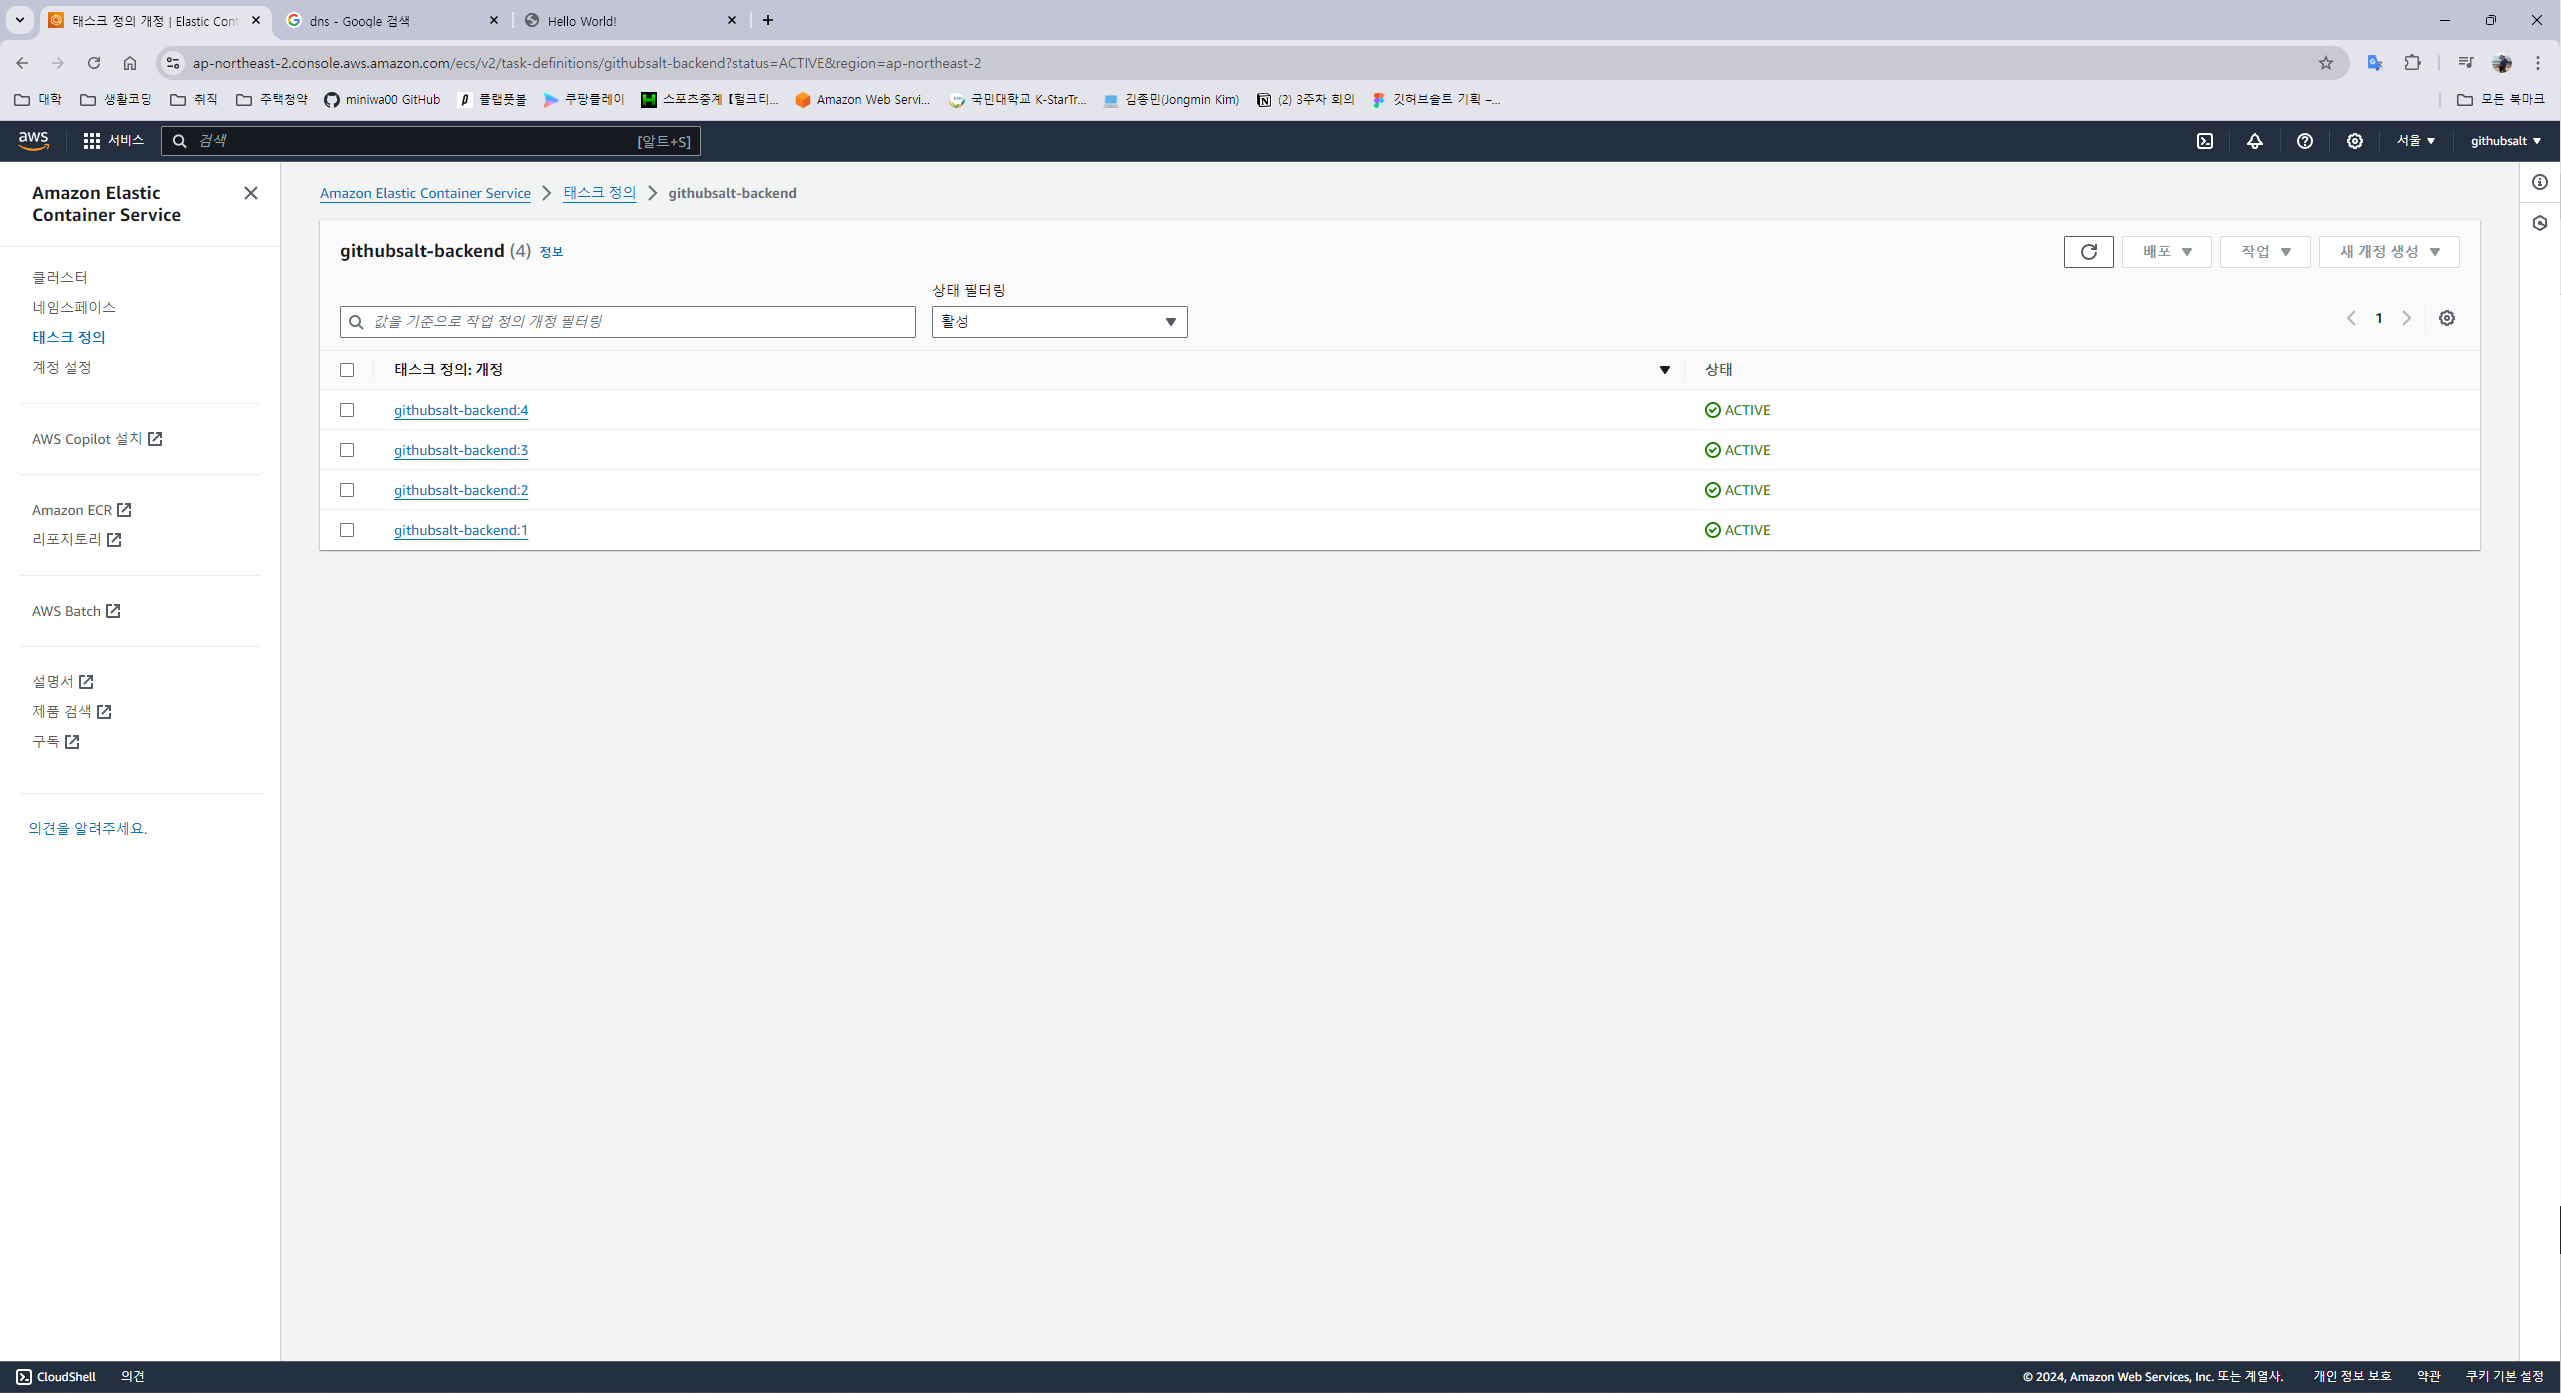 태스크 정의 개정 | Elastic Cont
dns - Google 검색
Hello World!
ap-northeast-2.console.aws.amazon.com/ecs/v2/task-definitions/githubsalt-backend?status=ACTIVE&region=ap-northeast-2
대학
생활코딩
취직
주택청약
miniwa00 GitHub
플랩풋볼
쿠팡플레이
스포츠중계【헐크티...
Amazon Web Servi...
국민대학교 K-StarTr...
김종민(Jongmin Kim)
(2) 3주차 회의
깃허브솔트 기획 –...
모든 북마크
aws
서비스
검색
[알트+S]
서울
githubsalt
Amazon Elastic
Container Service
클러스터
네임스페이스
태스크 정의
계정 설정
AWS Copilot 설치
Amazon ECR
리포지토리
AWS Batch
설명서
제품 검색
구독
의견을 알려주세요.
Amazon Elastic Container Service
태스크 정의
githubsalt-backend
githubsalt-backend (4) 정보
배포
작업
새 개정 생성
상태 필터링
값을 기준으로 작업 정의 개정 필터링
활성
1
태스크 정의: 개정
상태
githubsalt-backend:4 ACTIVE
githubsalt-backend:3 ACTIVE
githubsalt-backend:2 ACTIVE
githubsalt-backend:1 ACTIVE
CloudShell
의견
© 2024, Amazon Web Services, Inc. 또는 계열사.
개인 정보 보호
약관
쿠키 기본 설정